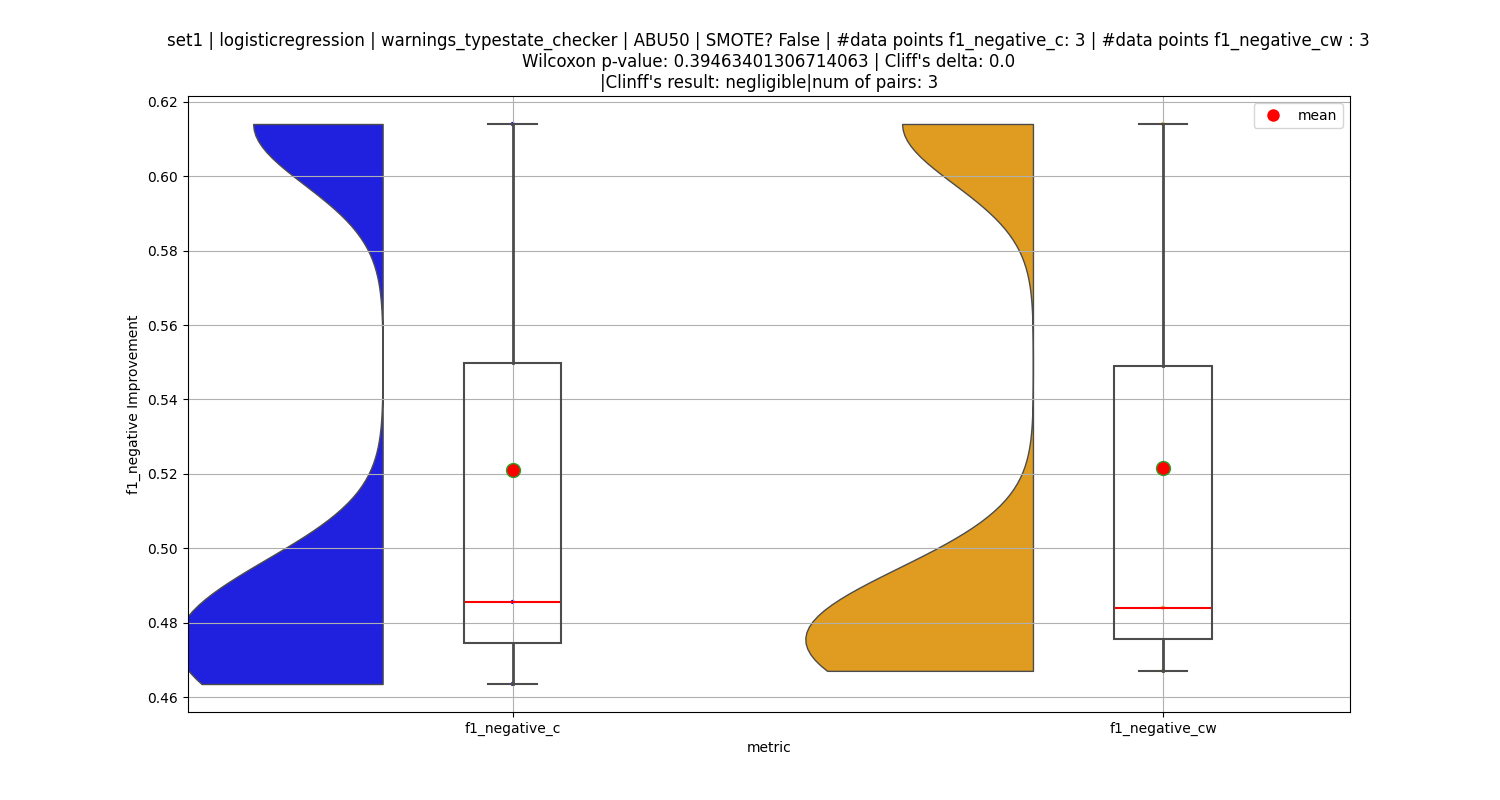 set1 | logisticregression | warnings_typestate_checker | ABU50 | SMOTE? False | #data points f1_negative_c: 3 | #data points f1_negative_cw : 3
Wilcoxon p-value: 0.39463401306714063 | Cliff's delta: 0.0
|Clinff's result: negligible|num of pairs: 3
mean
f1_negative Improvement
0.62
0.60
0.58
0.56
0.54
0.52
0.50
0.48
0.46
f1_negative_c
f1_negative_cw
metric